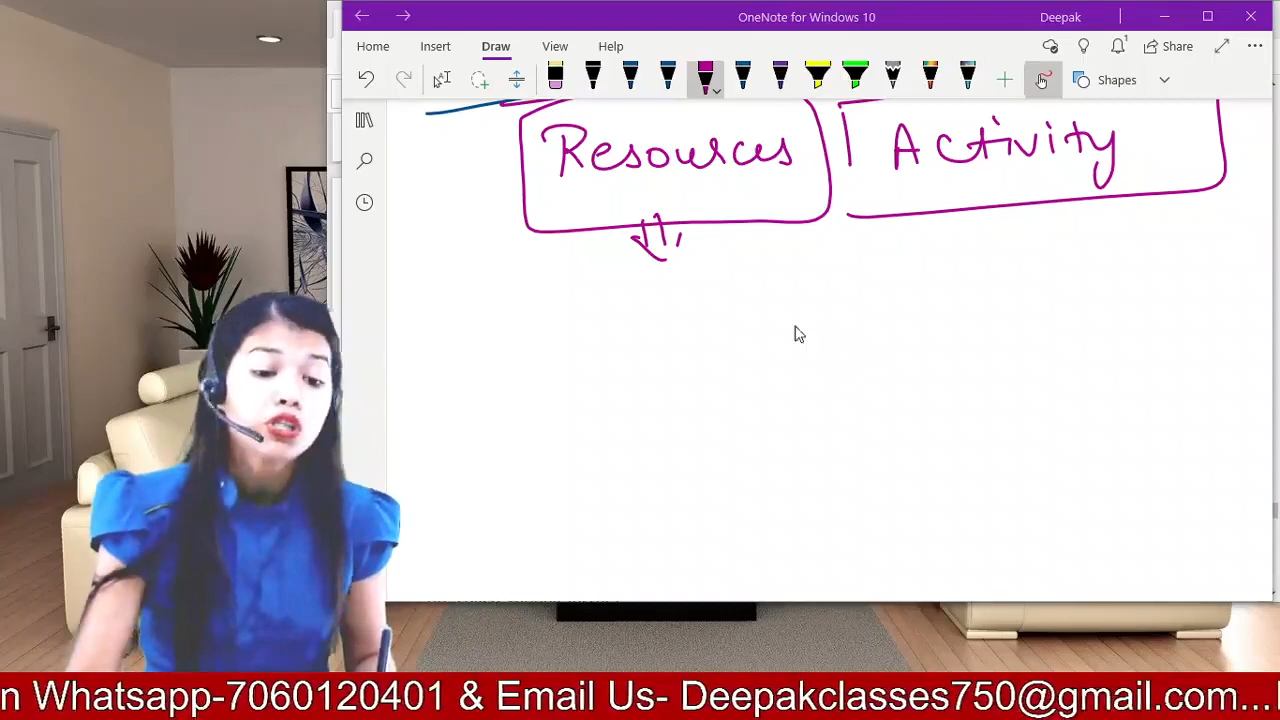 OneNote for Windows 10
Deepak
Home Insert Draw View Help
Share
Shapes
Resources Activity
n Whatsapp-7060120401 & Email Us- Deepakclasses750@gmail.com...